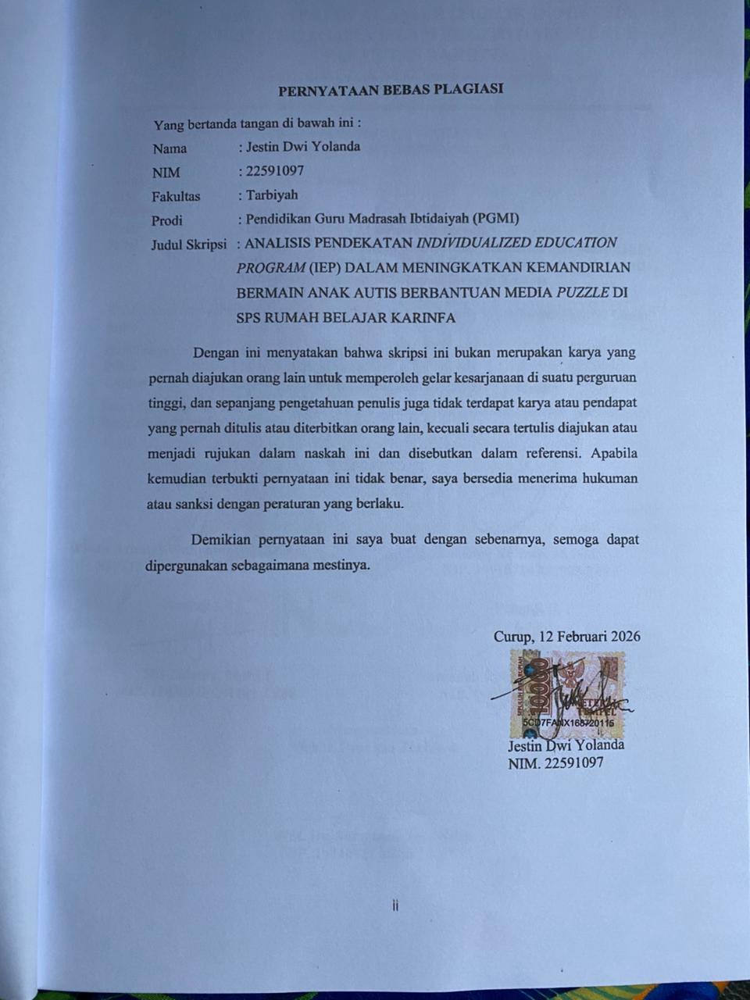 PERNYATAAN BEBAS PLAGIASI
Yang bertanda tangan di bawah ini :
Nama : Jestin Dwi Yolanda
NIM : 22591097
Fakultas : Tarbiyah
Prodi : Pendidikan Guru Madrasah Ibtidaiyah (PGMI)
Judul Skripsi : ANALISIS PENDEKATAN INDIVIDUALIZED EDUCATION
PROGRAM (IEP) DALAM MENINGKATKAN KEMANDIRIAN
BERMAIN ANAK AUTIS BERBANTUAN MEDIA PUZZLE DI
SPS RUMAH BELAJAR KARINFA
Dengan ini menyatakan bahwa skripsi ini bukan merupakan karya yang
pernah diajukan orang lain untuk memperoleh gelar kesarjanaan di suatu perguruan
tinggi, dan sepanjang pengetahuan penulis juga tidak terdapat karya atau pendapat
yang pernah ditulis atau diterbitkan orang lain, kecuali secara tertulis diajukan atau
menjadi rujukan dalam naskah ini dan disebutkan dalam referensi. Apabila
kemudian terbukti pernyataan ini tidak benar, saya bersedia menerima hukuman
atau sanksi dengan peraturan yang berlaku.
Demikian pernyataan ini saya buat dengan sebenarnya, semoga dapat
dipergunakan sebagaimana mestinya.
Curup, 12 Februari 2026
10000
TEMPEL
5CD7FANX168720115
Jestin Dwi Yolanda
NIM. 22591097
ii